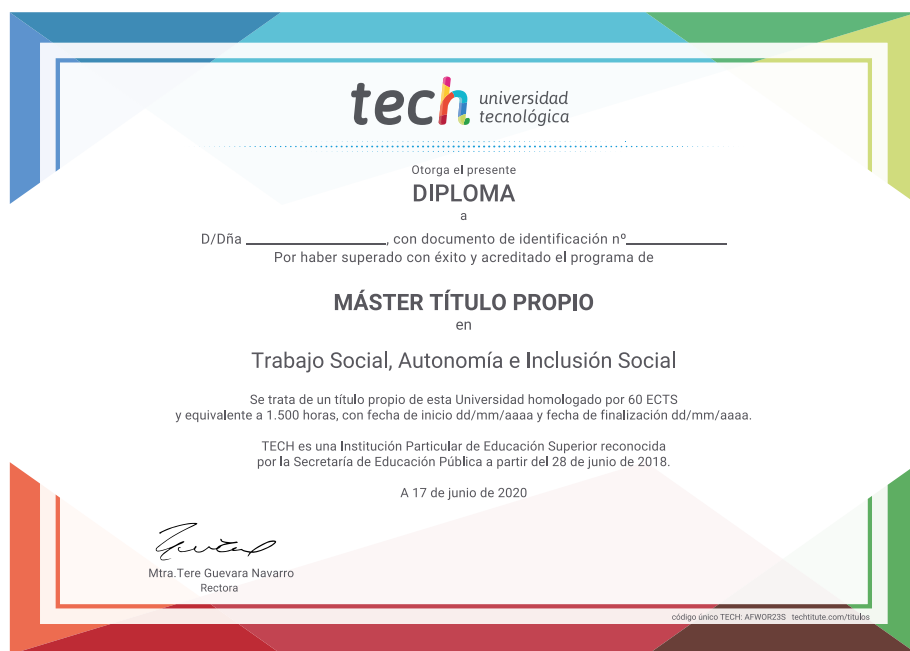 tech universidad
tecnológica
Otorga el presente
DIPLOMA
a
D/Dña ________________, con documento de identificación nº____________
Por haber superado con éxito y acreditado el programa de
MÁSTER TÍTULO PROPIO
en
Trabajo Social, Autonomía e Inclusión Social
Se trata de un título propio de esta Universidad homologado por 60 ECTS
y equivalente a 1.500 horas, con fecha de inicio dd/mm/aaaa y fecha de finalización dd/mm/aaaa.
TECH es una Institución Particular de Educación Superior reconocida
por la Secretaría de Educación Pública a partir del 28 de junio de 2018.
A 17 de junio de 2020
Mtra.Tere Guevara Navarro
Rectora
código único TECH: AFWOR23S techtitute.com/titulos